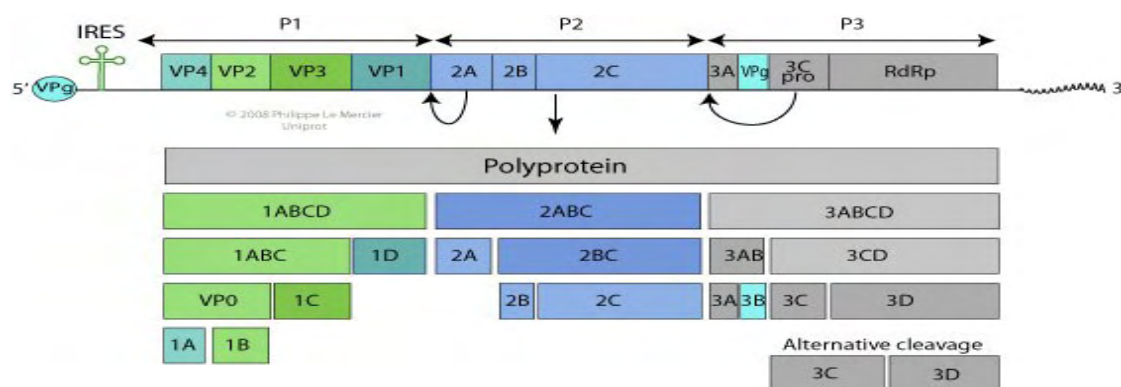 P1 P2 P3
IRES
VP4 VP2 VP3 VP1 2A 2B 2C 3A VPg 3C pro RdRp
5' VPg 3
© 2008 Philippe Le Mercier
Uniprot
Polyprotein
1ABCD 2ABC 3ABCD
1ABC 1D 2A 2BC 3AB 3CD
VP0 1C 2B 2C 3A 3B 3C 3D
1A 1B
Alternative cleavage
3C 3D